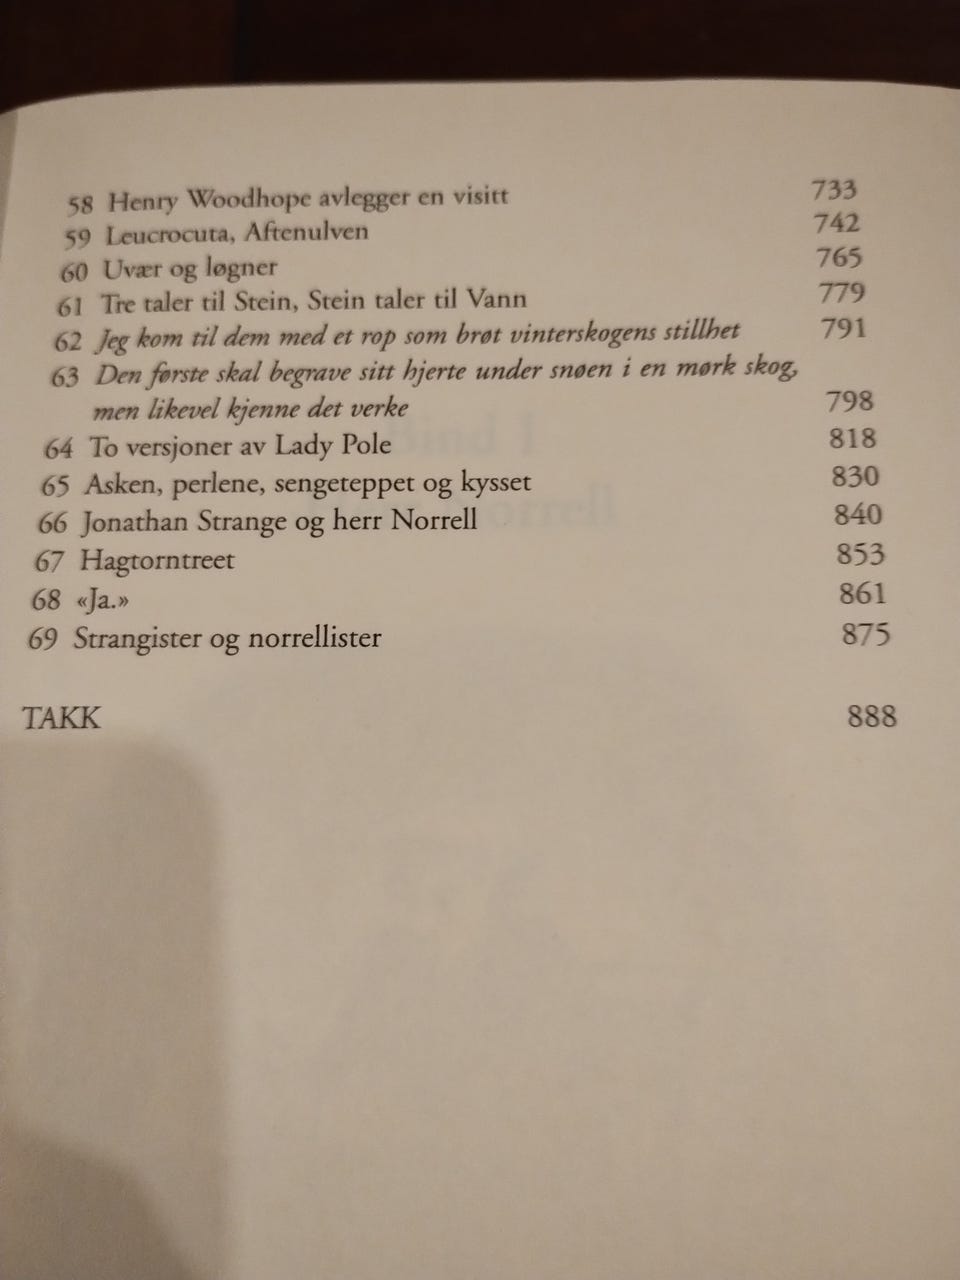 58 Henry Woodhope avlegger en visitt 733
59 Leucrocuta, Aftenulven 742
60 Uvær og løgner 765
61 Tre taler til Stein, Stein taler til Vann 779
62 Jeg kom til dem med et rop som brøt vinterskogens stillhet 791
63 Den første skal begrave sitt hjerte under snøen i en mørk skog,
men likevel kjenne det verke 798
64 To versjoner av Lady Pole 818
65 Asken, perlene, sengeteppet og kysset 830
66 Jonathan Strange og herr Norrell 840
67 Hagtorntreet 853
68 «Ja.» 861
69 Strangister og norrellister 875
TAKK 888